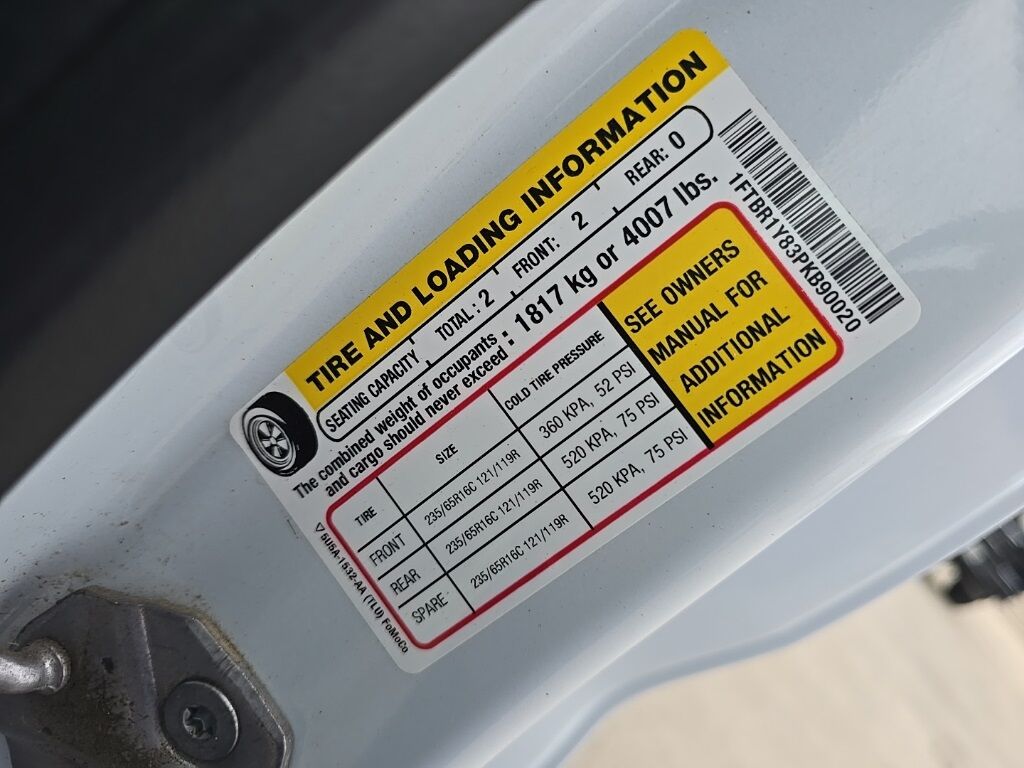 TIRE AND LOADING INFORMATION
SEATING CAPACITY, TOTAL: 2 , FRONT: 2 , REAR: 0
The combined weight of occupants
and cargo should never exceed : 1817 kg or 4007 lbs.
TIRE SIZE COLD TIRE PRESSURE
FRONT 235/65R16C 121/119R 360 KPA, 52 PSI
REAR 235/65R16C 121/119R 520 KPA, 75 PSI
SPARE 235/65R16C 121/119R 520 KPA, 75 PSI
SEE OWNERS
MANUAL FOR
ADDITIONAL
INFORMATION
1FTBR1Y83PKB90020
5U5A-1532-AA (TLU) FoMoCo